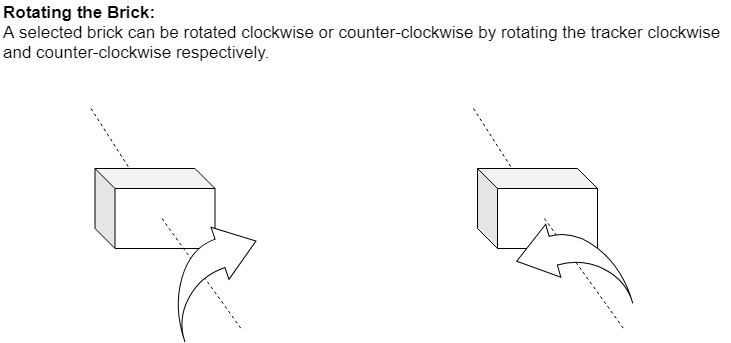 Rotating the Brick:
A selected brick can be rotated clockwise or counter-clockwise by rotating the tracker clockwise
and counter-clockwise respectively.